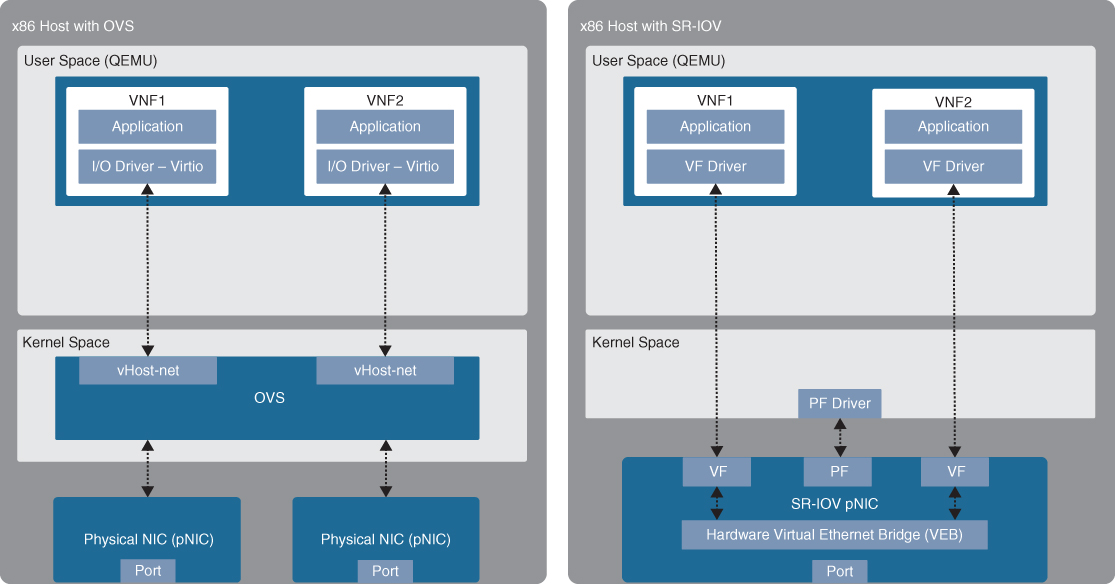 x86 Host with OVS
User Space (QEMU)
VNF1
Application
I/O Driver – Virtio
VNF2
Application
I/O Driver – Virtio
Kernel Space
vHost-net
vHost-net
OVS
Physical NIC (pNIC)
Port
Physical NIC (pNIC)
Port
x86 Host with SR-IOV
User Space (QEMU)
VNF1
Application
VF Driver
VNF2
Application
VF Driver
Kernel Space
PF Driver
VF
PF
VF
SR-IOV pNIC
Hardware Virtual Ethernet Bridge (VEB)
Port